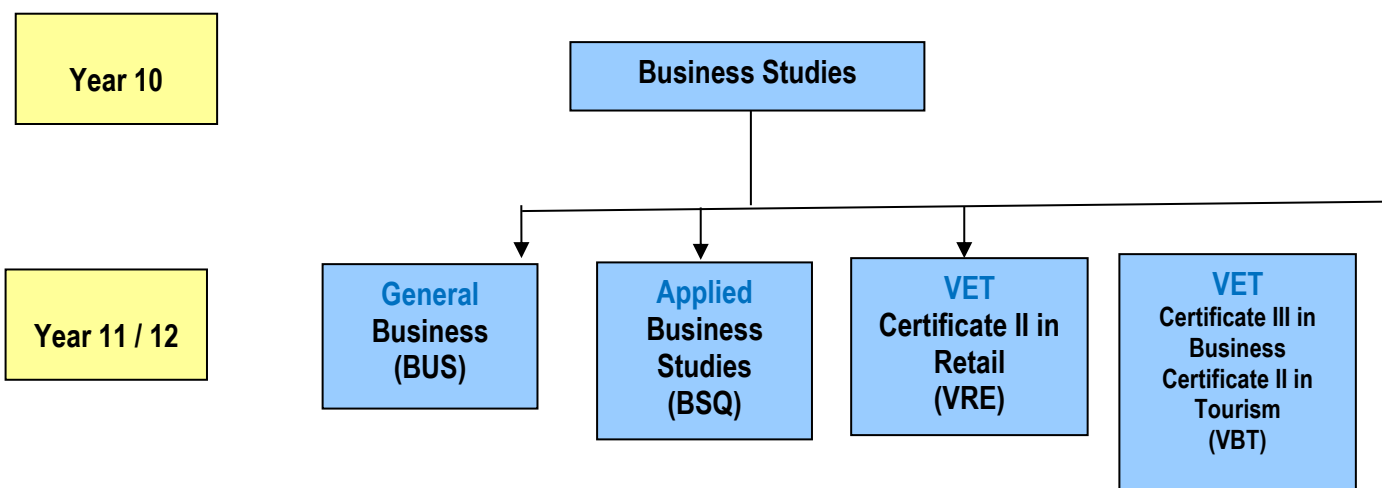 Year 10
Business Studies
Year 11 / 12
General
Business
(BUS)
Applied
Business
Studies
(BSQ)
VET
Certificate II in
Retail
(VRE)
VET
Certificate III in
Business
Certificate II in
Tourism
(VBT)